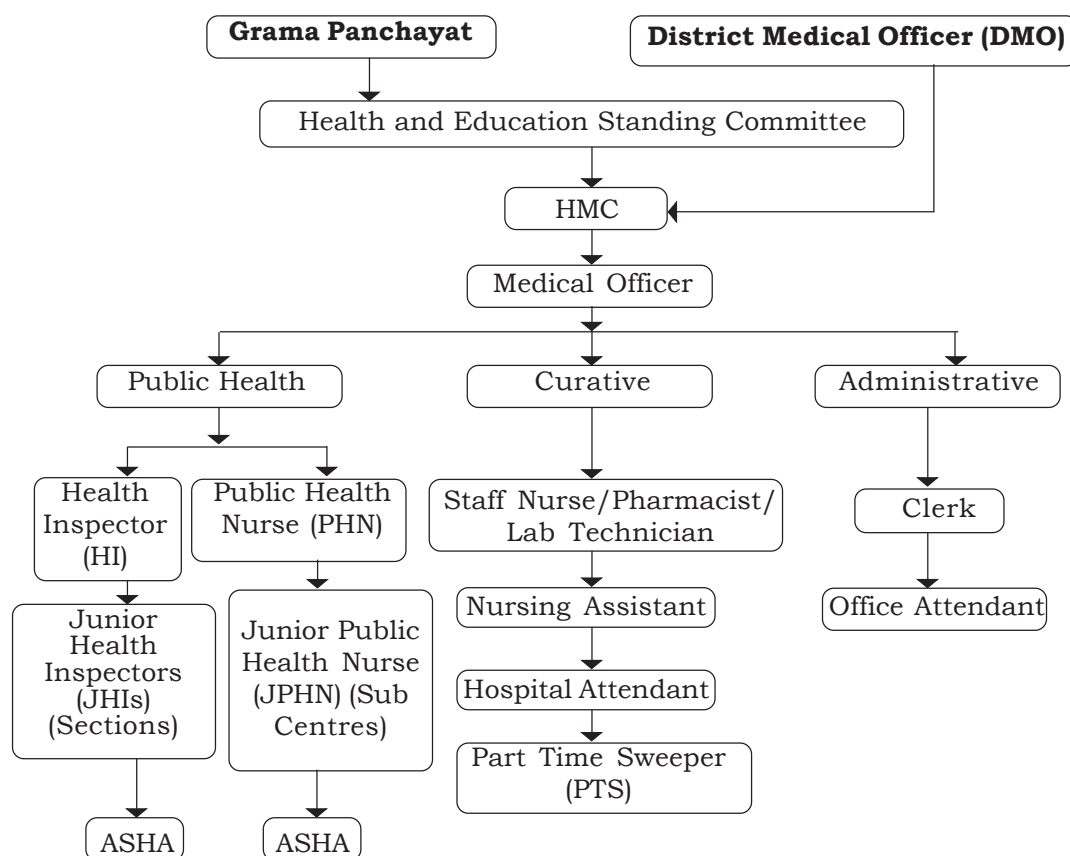 Grama Panchayat
District Medical Officer (DMO)
Health and Education Standing Committee
HMC
Medical Officer
Public Health
Curative
Administrative
Health
Inspector
(HI)
Public Health
Nurse (PHN)
Staff Nurse/Pharmacist/
Lab Technician
Clerk
Junior
Health
Inspectors
(JHIs)
(Sections)
Junior Public
Health Nurse
(JPHN) (Sub
Centres)
Nursing Assistant
Office Attendant
Hospital Attendant
Part Time Sweeper
(PTS)
ASHA
ASHA